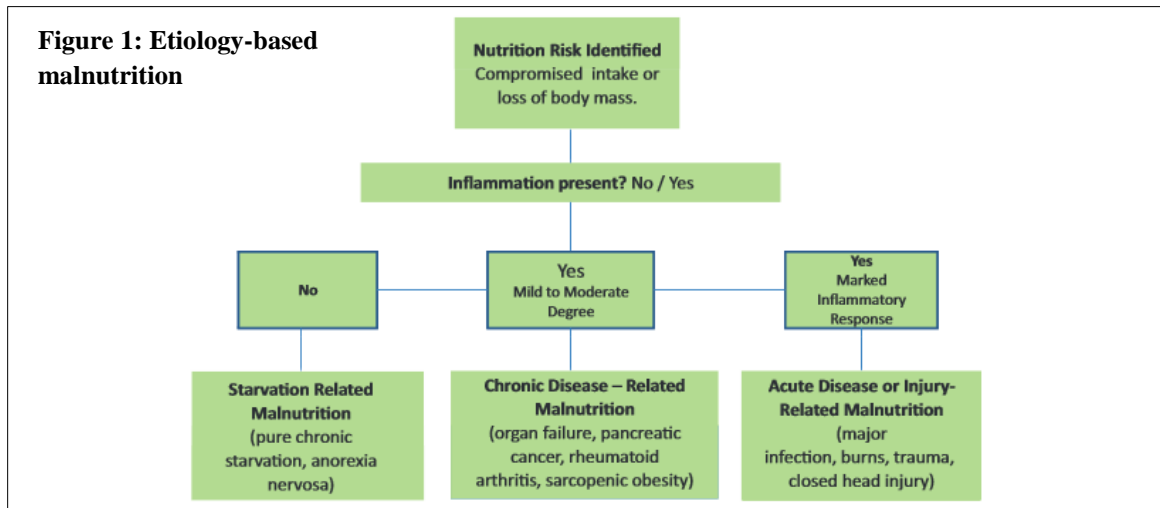 Figure 1: Etiology-based
malnutrition
Nutrition Risk Identified
Compromised intake or
loss of body mass.
Inflammation present? No / Yes
No
Yes
Mild to Moderate
Degree
Yes
Marked
Inflammatory
Response
Starvation Related
Malnutrition
(pure chronic
starvation, anorexia
nervosa)
Chronic Disease – Related
Malnutrition
(organ failure, pancreatic
cancer, rheumatoid
arthritis, sarcopenic obesity)
Acute Disease or Injury-
Related Malnutrition
(major
infection, burns, trauma,
closed head injury)